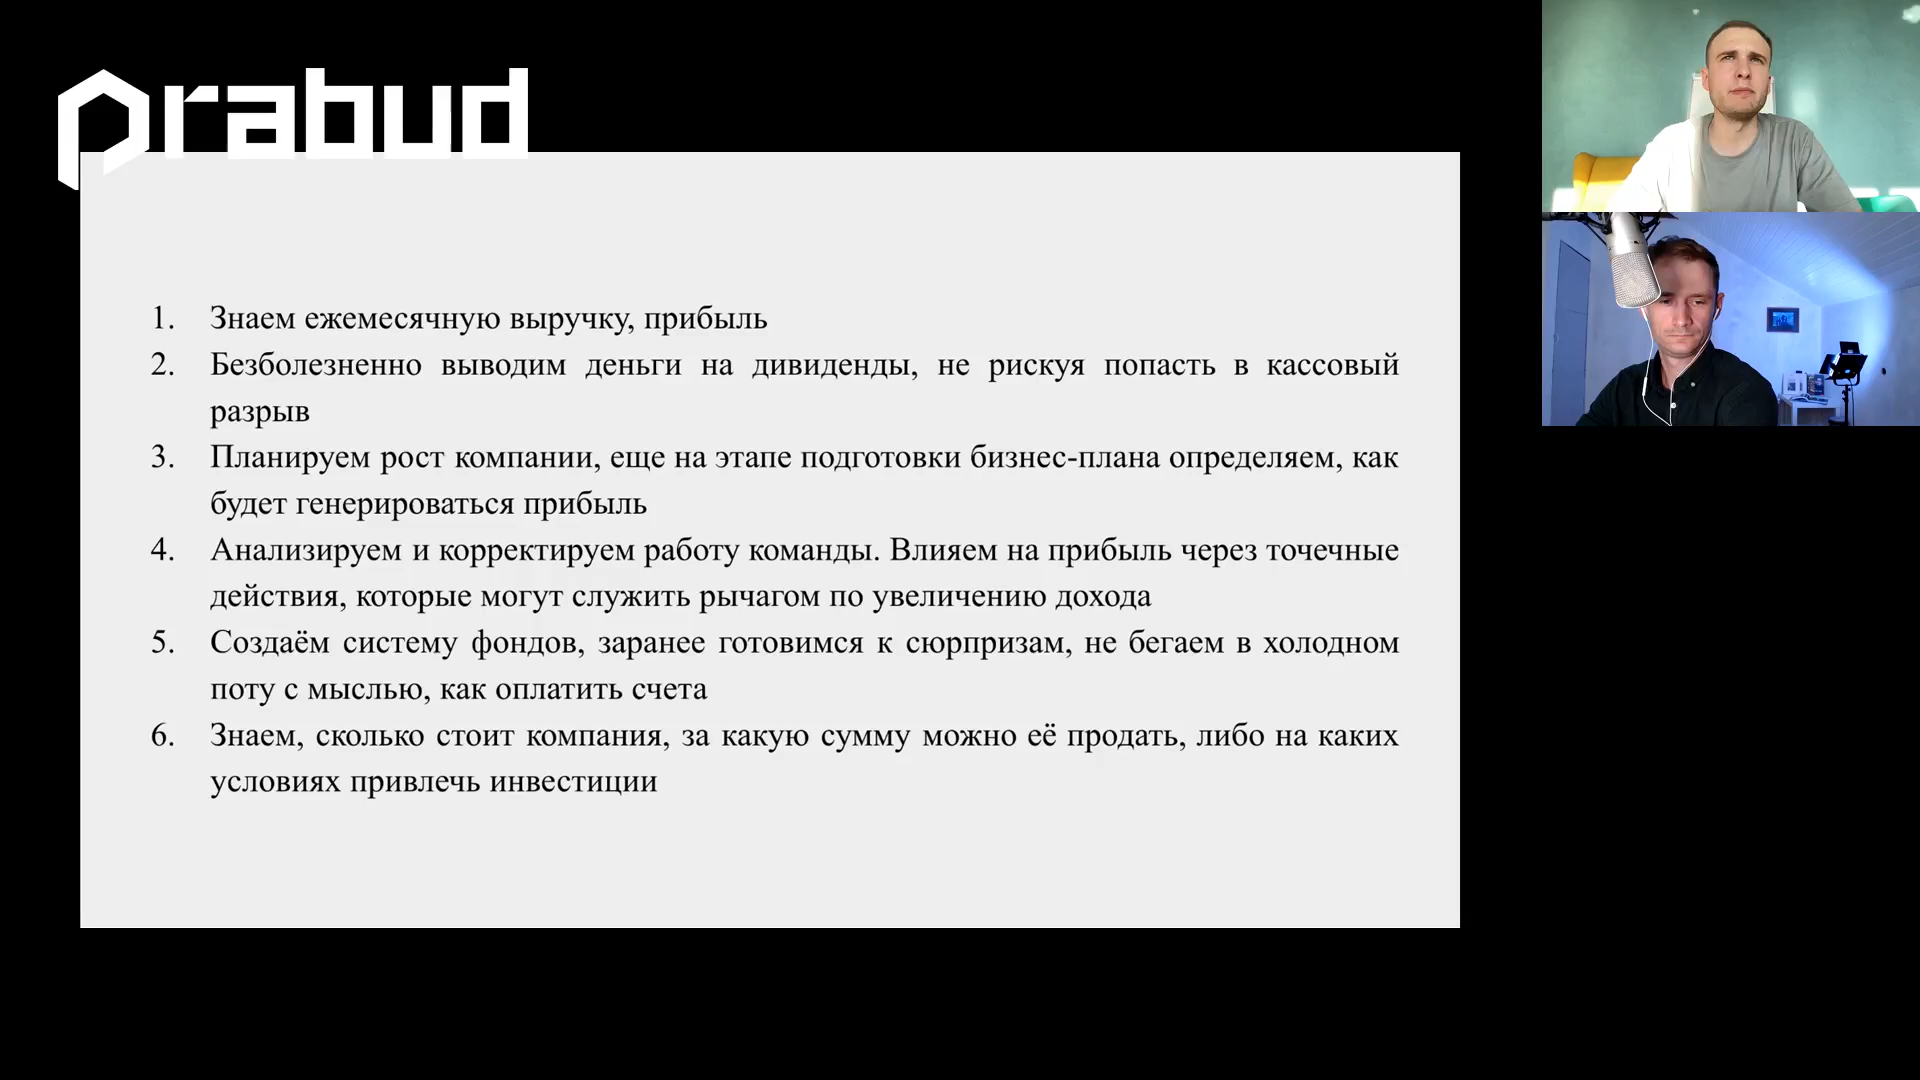 prabud
1. Знаем ежемесячную выручку, прибыль
2. Безболезненно выводим деньги на дивиденды, не рискуя попасть в кассовый
разрыв
3. Планируем рост компании, еще на этапе подготовки бизнес-плана определяем, как
будет генерироваться прибыль
4. Анализируем и корректируем работу команды. Влияем на прибыль через точечные
действия, которые могут служить рычагом по увеличению дохода
5. Создаём систему фондов, заранее готовимся к сюрпризам, не бегаем в холодном
поту с мыслью, как оплатить счета
6. Знаем, сколько стоит компания, за какую сумму можно её продать, либо на каких
условиях привлечь инвестиции